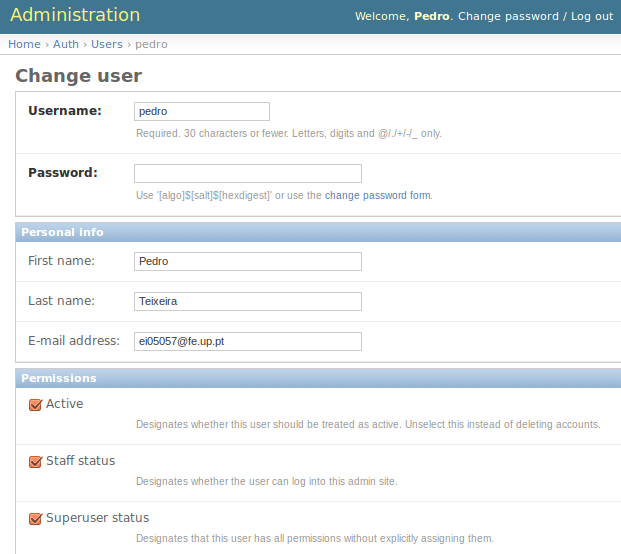 Administration
Welcome, Pedro. Change password / Log out
Home › Auth › Users › pedro
Change user
Username: pedro
Required. 30 characters or fewer. Letters, digits and @/./+/-/_ only.
Password:
Use '[algo]$[salt]$[hexdigest]' or use the change password form.
Personal info
First name: Pedro
Last name: Teixeira
E-mail address: ei05057@fe.up.pt
Permissions
Active
Designates whether this user should be treated as active. Unselect this instead of deleting accounts.
Staff status
Designates whether the user can log into this admin site.
Superuser status
Designates that this user has all permissions without explicitly assigning them.